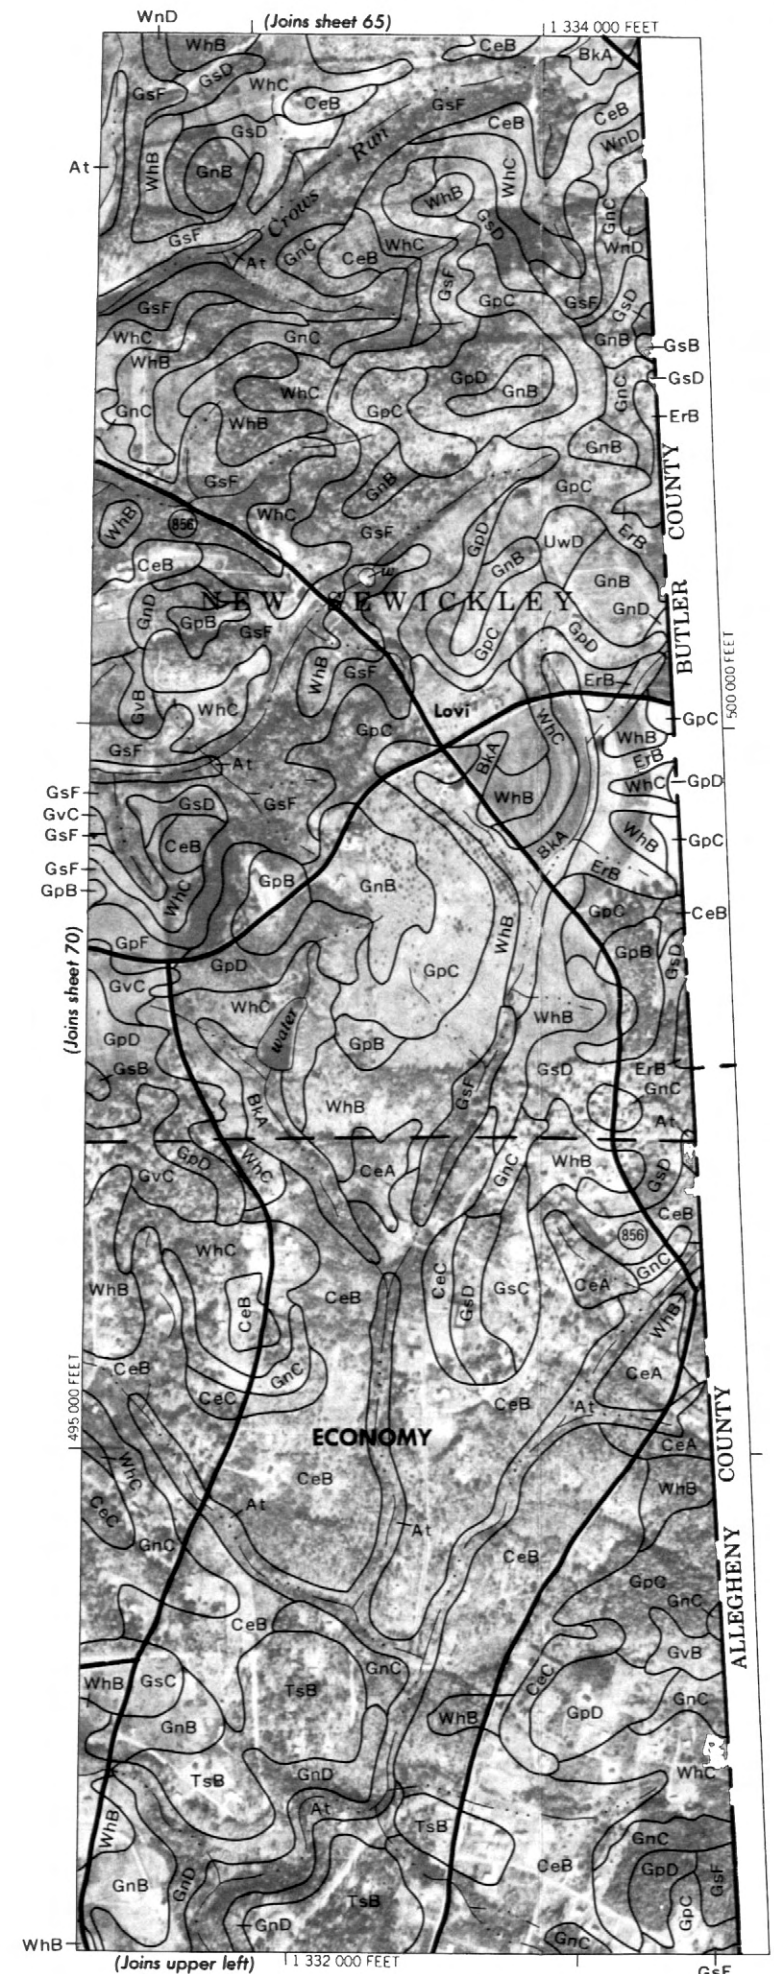 WnD
(Joins sheet 65)
1 334 000 FEET
WhB
CeB
BkA
GsD
WhC
GsF
CeB
GsF
CeB
CeB
GsD
WnD
Run
At
WhB
GnB
WhC
WhB
Crows
GnC
GsD
GsF
GnC
CeB
WhC
WnD
At
GsF
GpC
GsF
GsD
GsF
WhC
GnC
GnB
GsB
WhB
GpD
GsD
WhC
GnB
GnC
GnC
GpC
ErB
WhB
GnB
COUNTY
GsF
GnB
GpC
WhB
856
WhC
GsF
GpD
UwD
ErB
CeB
GnB
w
GnB
NEW SEWICKLEY
GnD
GnD
GpB
GsF
GpC
GpD
BUTLER
WhB
GsF
ErB
500 000 FEET
GvB
WhC
Lovi
GpC
WhC
GpC
WhB
GsF
At
BkA
ErB
GsF
WhC
GpD
GsD
GsF
WhB
GvC
GsF
CeB
WhB
GpC
BkA
GsF
ErB
GpB
GpB
GnB
WhC
GpC
CeB
GpF
WhB
GpB
GsD
GpD
GpC
(Joins sheet 70)
GvC
WhC
water
WhB
GpD
GpB
GsB
GsD
ErB
GsF
GnC
BkA
WhB
At
GpD
GvC
WhC
CeA
GnC
WhB
GsD
CeB
856
WhC
GnC
WhB
CeC
GsC
CeA
CeB
CeB
GsD
WhB
CeB
GnC
CeA
CeC
495 000 FEET
CeB
At
COUNTY
ECONOMY
CeA
WhC
CeB
WhB
CeC
At
At
GnC
CeB
ALLEGHENY
GpC
GnC
CeB
GvB
GnC
WhB
GsC
CeC
TsB
GnC
WhB
GpD
GnB
WhC
GnD
TsB
At
TsB
WhB
GnC
CeB
GpD
GnB
GnD
GsF
TsB
GpC
GnD
GnC
WhB
(Joins upper left)
1 332 000 FEET
GsF